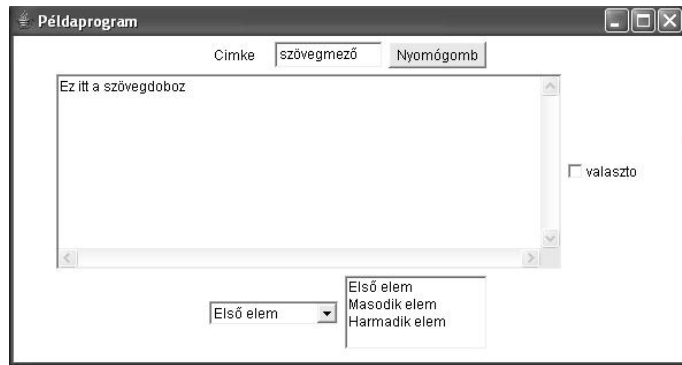 Példaprogram
Cimke szövegmező Nyomógomb
Ez itt a szövegdoboz
valaszto
Első elem
Első elem
Masodik elem
Harmadik elem